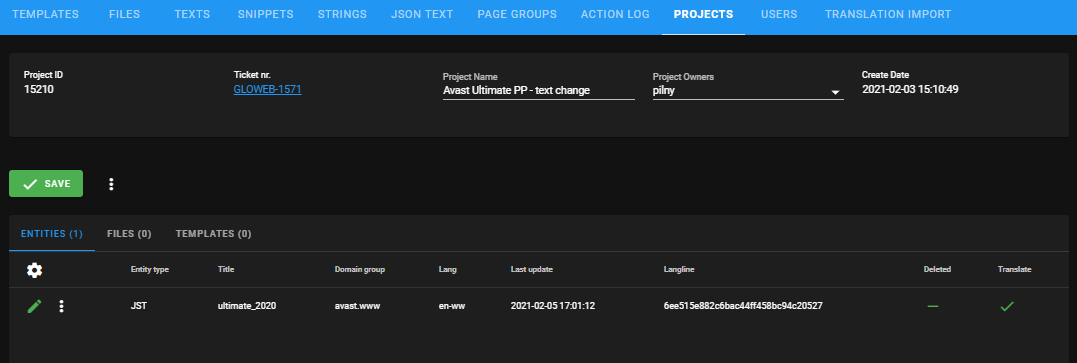 TEMPLATES FILES TEXTS SNIPPETS STRINGS JSON TEXT PAGE GROUPS ACTION LOG PROJECTS USERS TRANSLATION IMPORT
Project ID Ticket nr. Project Name Project Owners Create Date
15210 GLOWEB-1571 Avast Ultimate PP - text change pilny 2021-02-03 15:10:49
SAVE
ENTITIES (1) FILES (0) TEMPLATES (0)
Entity type Title Domain group Lang Last update Langline Deleted Translate
JST ultimate_2020 avast.www en-ww 2021-02-05 17:01:12 6ee515e882c6bac44ff458bc94c20527